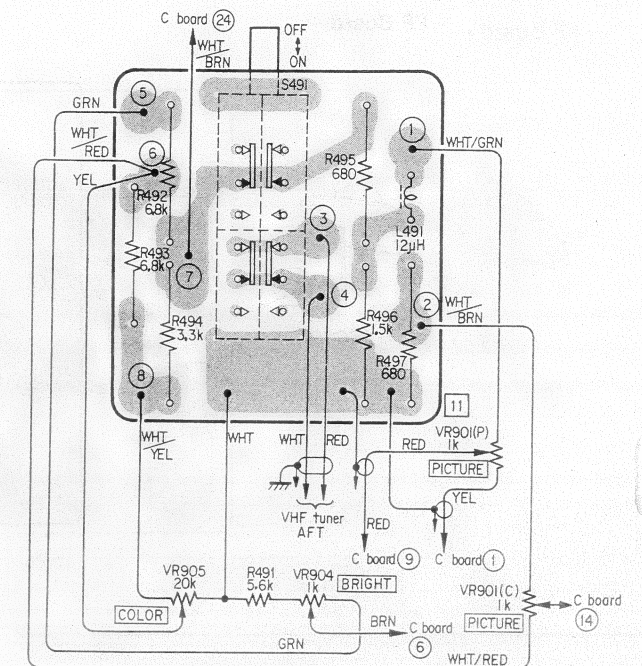 C board 24
OFF
ON
WHT/BRN
S491
GRN
5
WHT/RED
6
YEL
R492
6.8k
R493
6.8k
7
R494
3.3k
8
3
4
R495
680
1
WHT/GRN
L491
12μH
2
WHT/BRN
R496
1.5k
R497
680
11
WHT/YEL
WHT
WHT
RED
RED
VR901(P)
1k
PICTURE
YEL
VHF tuner
AFT
RED
C board 9
C board 1
VR905
20k
COLOR
R491
5.6k
VR904
1k
BRIGHT
VR901(C)
1k
PICTURE
C board
14
BRN
C board
6
GRN
WHT/RED